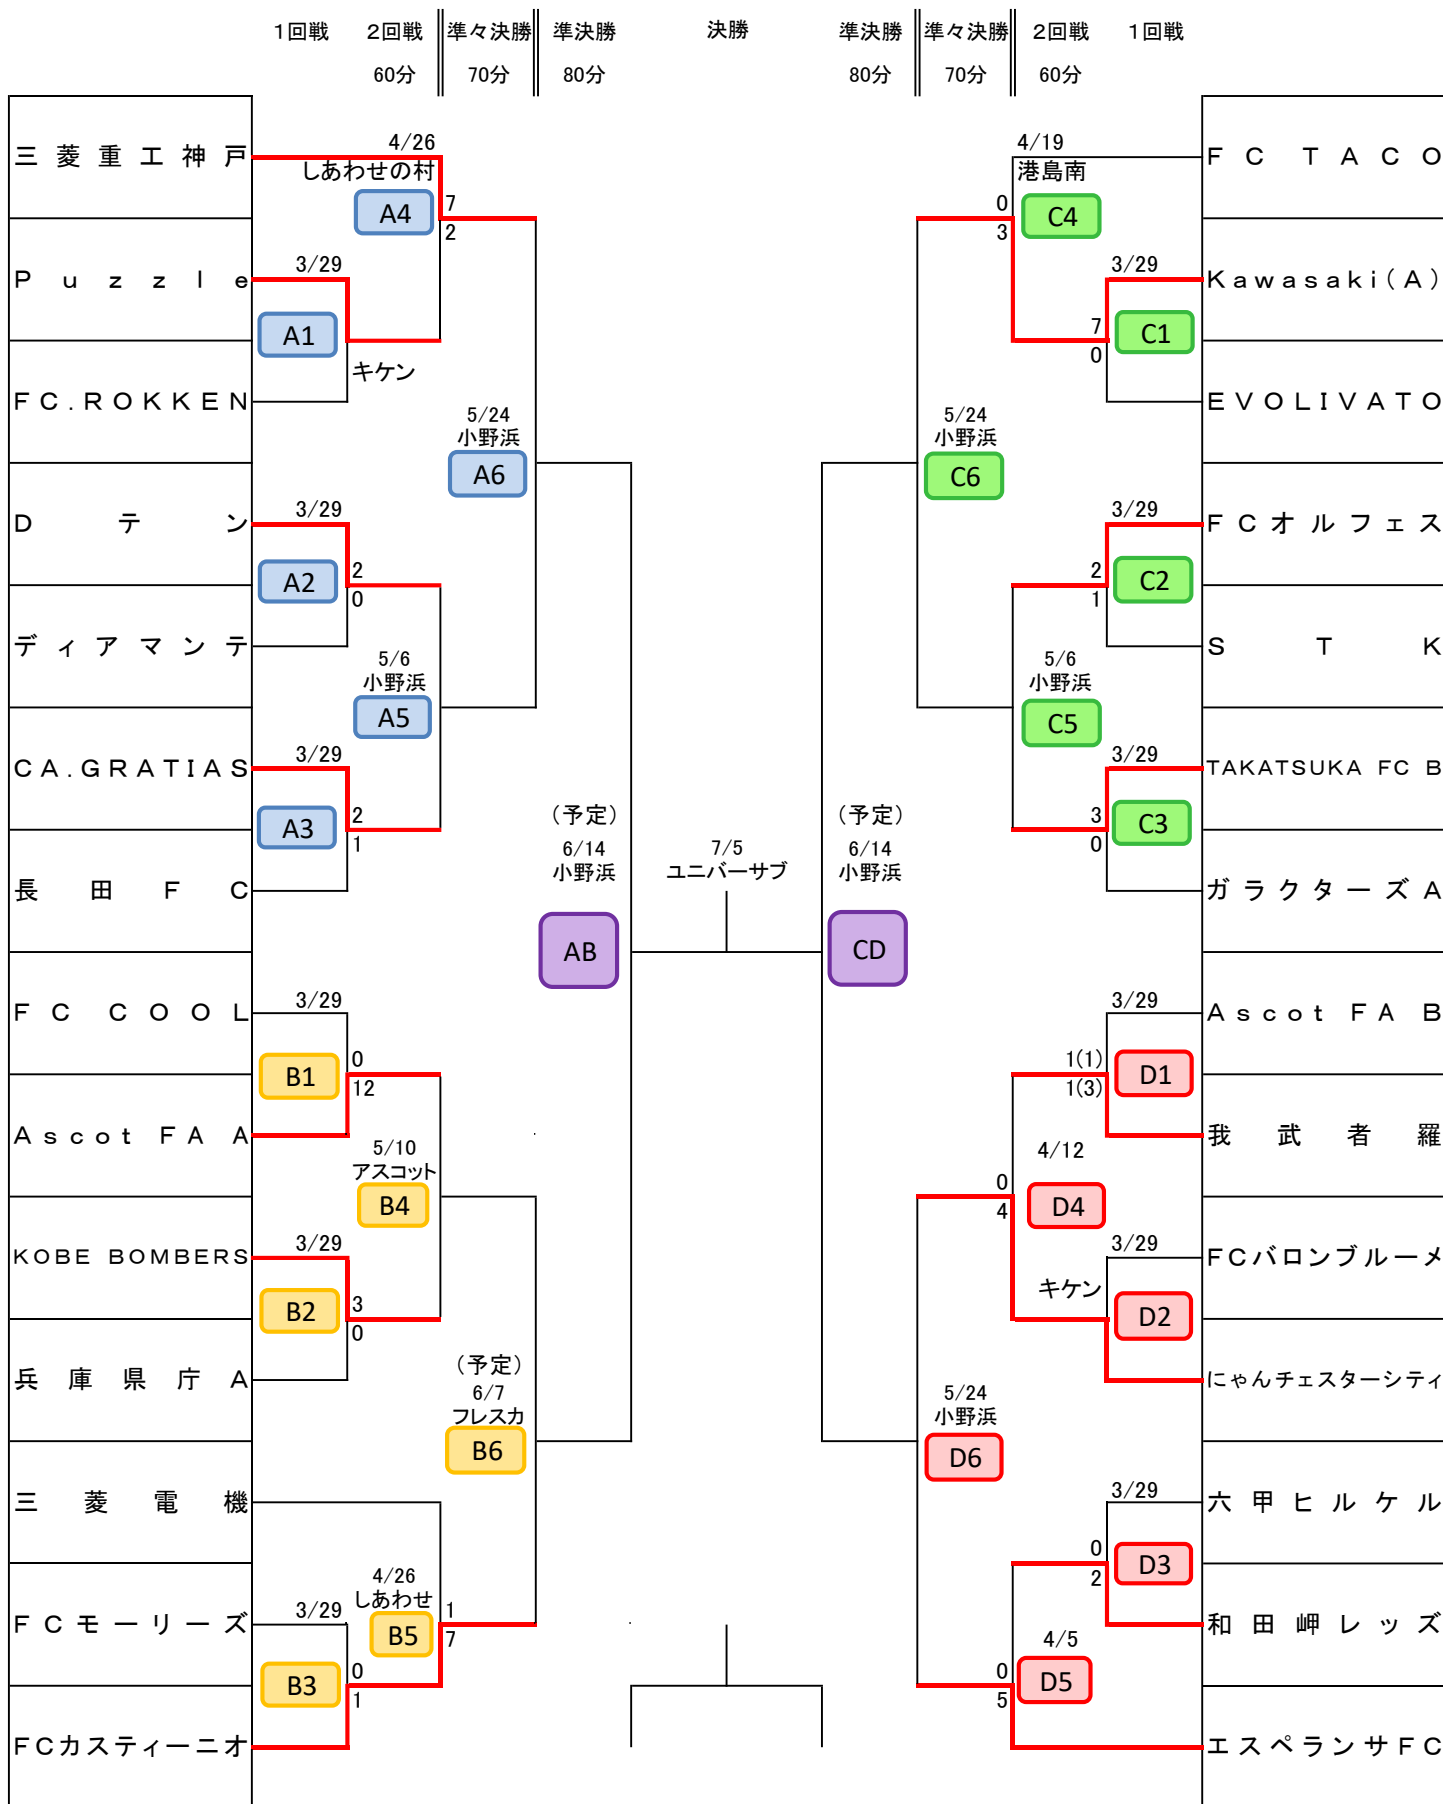 1回戦 2回戦 準々決勝 準決勝 決勝 準決勝 準々決勝 2回戦 1回戦
60分 70分 80分 80分 70分 60分
三菱重工神戸
4/26
しあわせの村
A4
7
2
Puzzle
3/29
A1
キケン
FC.ROKKEN
5/24
小野浜
A6
Dテン
3/29
A2
2
0
ディアマンテ
5/6
小野浜
A5
CA.GRATIAS
3/29
A3
2
1
長田FC
(予定)
6/14
小野浜
AB
FC COOL
3/29
B1
0
12
Ascot FA A
5/10
アスコット
B4
KOBE BOMBERS
3/29
B2
3
0
兵庫県庁A
(予定)
6/7
フレスカ
B6
三菱電機
4/26
しあわせ
B5
1
7
FCモーリーズ
3/29
B3
0
1
FCカスティーニオ
7/5
ユニバーサブ
4/19
港島南
FC TACO
0
3
C4
3/29
Kawasaki(A)
7
0
C1
EVOLIVATO
5/24
小野浜
C6
3/29
FCオルフェス
2
1
C2
STK
5/6
小野浜
C5
3/29
TAKATSUKA FC B
3
0
C3
ガラクターズA
(予定)
6/14
小野浜
CD
3/29
Ascot FA B
1(1)
1(3)
D1
我武者羅
4/12
0
4
D4
3/29
FCバロンブルーメ
キケン
D2
にゃんチェスターシティ
5/24
小野浜
D6
3/29
六甲ヒルケル
0
2
D3
和田岬レッズ
4/5
0
5
D5
エスペランサFC